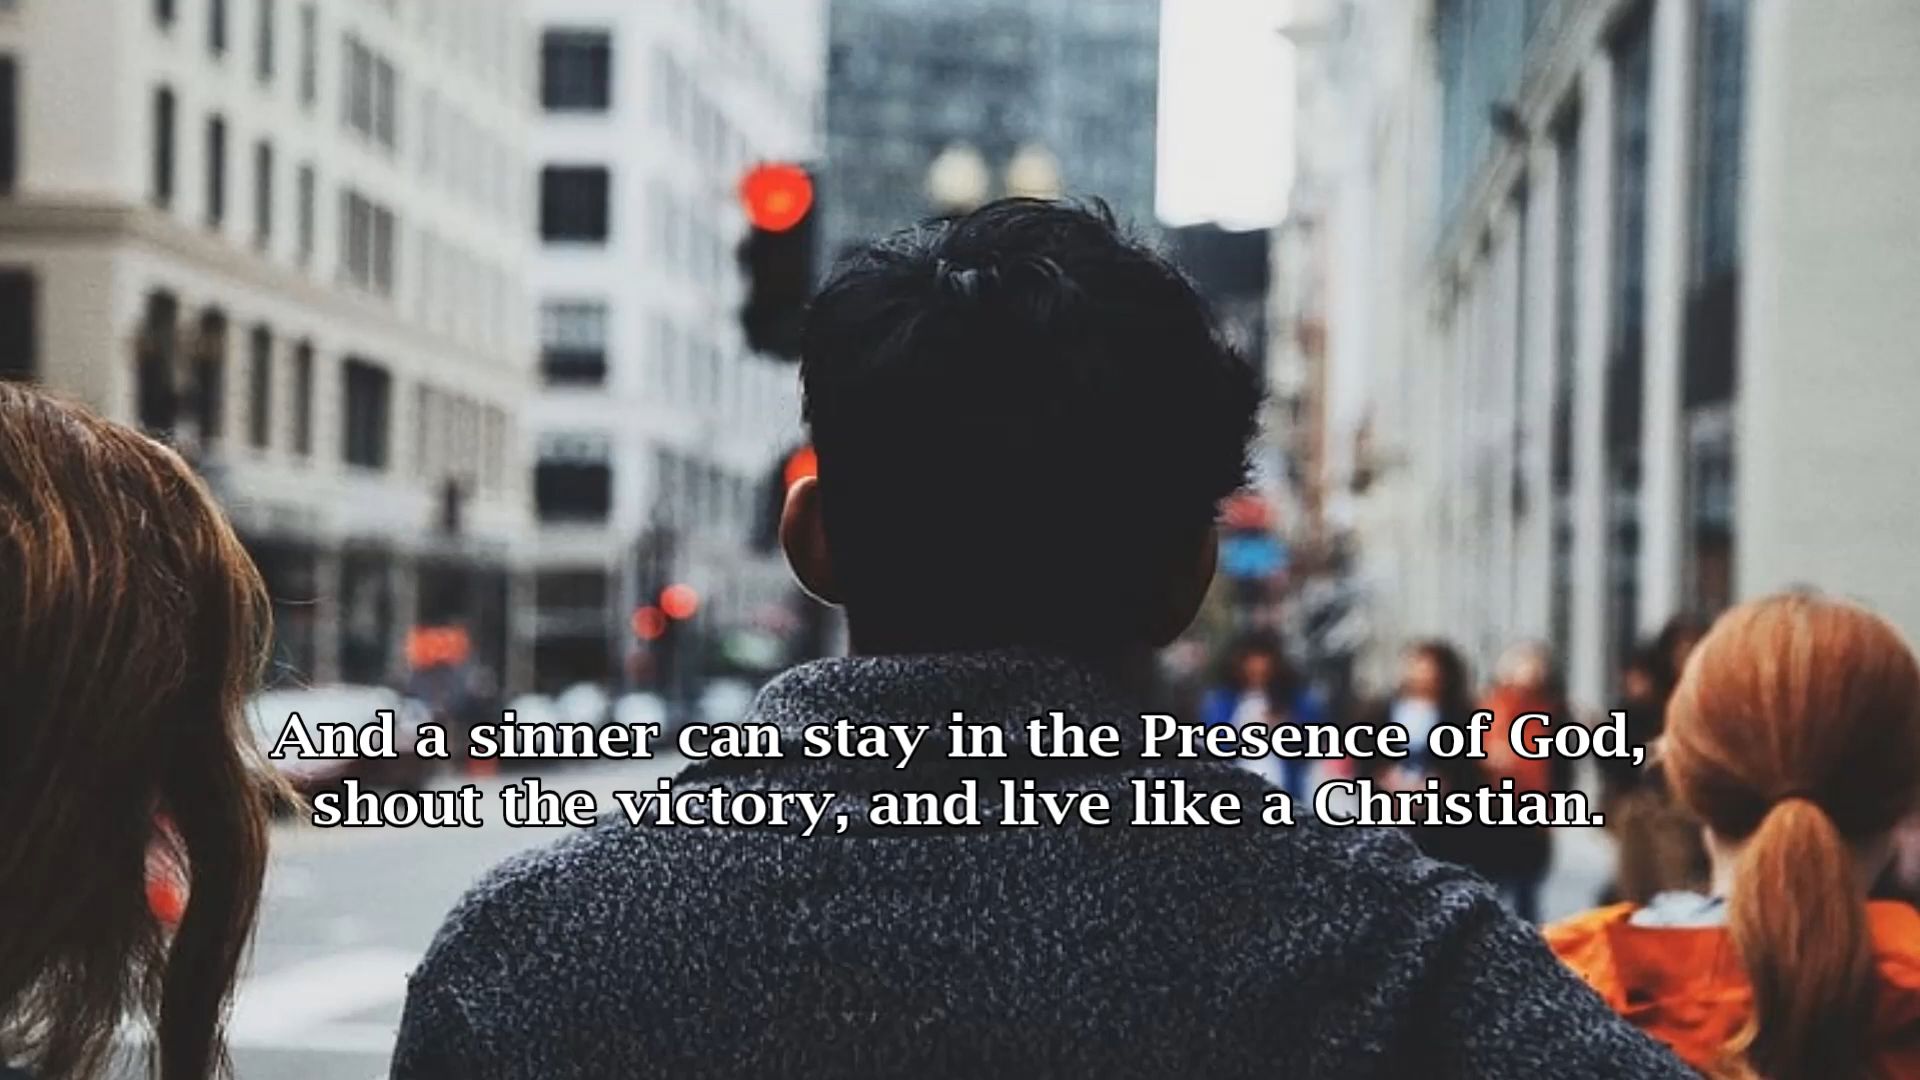 And a sinner can stay in the Presence of God,
shout the victory, and live like a Christian.